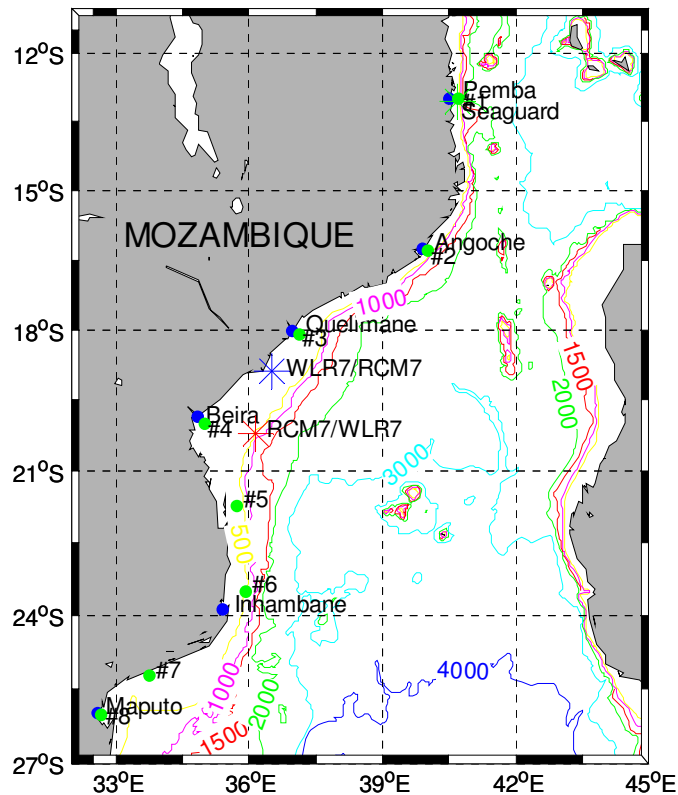 12°S
Pemba
#1
Seaguard
15°S
MOZAMBIQUE
Angoche
#2
1000
18°S
Quelimane
#3
WLR7/RCM7
1500
2000
Beira
#4
RCM7/WLR7
21°S
3000
#5
500
#6
Inhambane
24°S
#7
1000
2000
4000
Maputo
#8
-1500
27°S
33°E
36°E
39°E
42°E
45°E